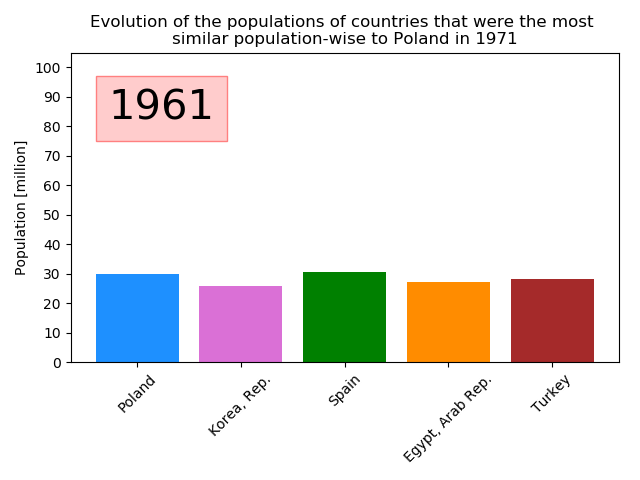 Evolution of the populations of countries that were the most
similar population-wise to Poland in 1971
1961
Population [million]
100
90
80
70
60
50
40
30
20
10
0
Poland
Korea, Rep.
Spain
Egypt, Arab Rep.
Turkey